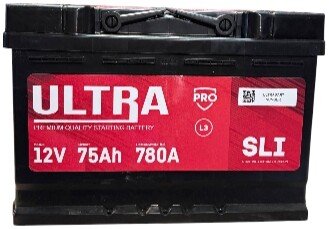 ULTRA
PREMIUM QUALITY STARTING BATTERY
12V 75Ah 780A
PRO
L3
SLI